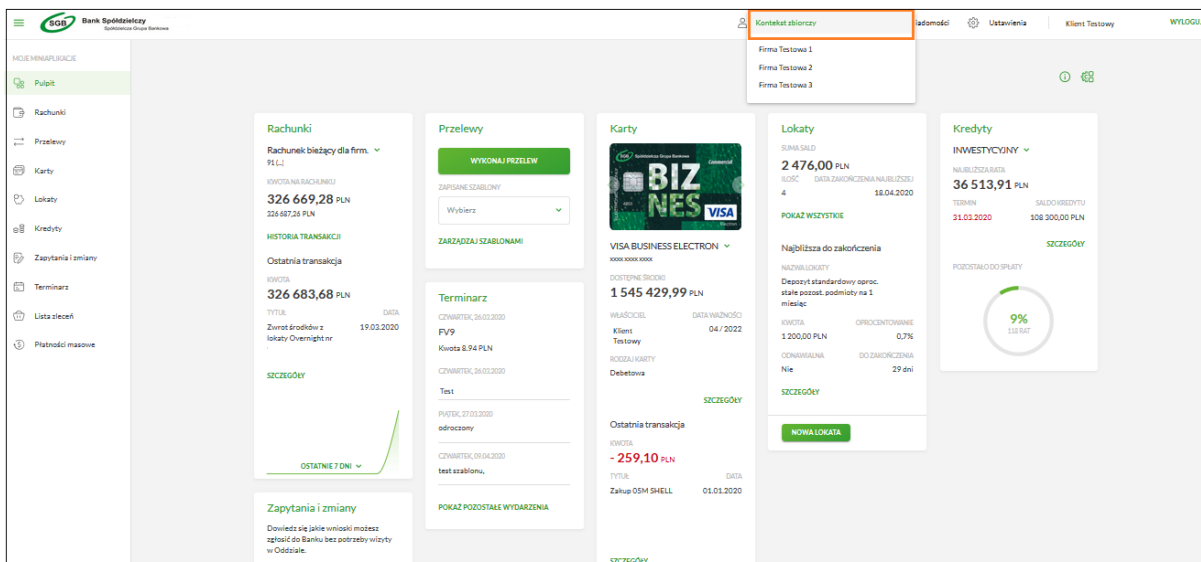 SGB
Bank Spółdzielczy
Spółdzielcza Grupa Bankowa
Kontekst zbiorczy
iadomości
Ustawienia
Klient Testowy
WYLOGUJ
Firma Testowa 1
Firma Testowa 2
Firma Testowa 3
MOJE MINIAPLIKACJE
Pulpit
Rachunki
Przelewy
Karty
Lokaty
Kredyty
Zapytania i zmiany
Terminarz
Lista zleceń
Płatności masowe
Rachunki
Rachunek bieżący dla firm.
91 (...)
KWOTA NA RACHUNKU
326 669,28 PLN
326 687,26 PLN
HISTORIA TRANSAKCJI
Ostatnia transakcja
KWOTA
326 683,68 PLN
TYTUŁ DATA
Zwrot środków z 19.03.2020
lokaty Overnight nr
SZCZEGÓŁY
OSTATNIE 7 DNI
Zapytania i zmiany
Dowiedz się jakie wnioski możesz
zgłosić do Banku bez potrzeby wizyty
w Oddziale.
Przelewy
WYKONAJ PRZELEW
ZAPISANE SZABLONY
Wybierz
ZARZĄDZAJ SZABLONAMI
Terminarz
CZWARTEK, 26.03.2020
FV9
Kwota 8.94 PLN
CZWARTEK, 26.03.2020
Test
PIĄTEK, 27.03.2020
odroczony
CZWARTEK, 09.04.2020
test szablonu,
POKAŻ POZOSTAŁE WYDARZENIA
Karty
SGB Spółdzielcza Grupa Bankowa
Commercial
BIZ
NES
VISA
Electron
VISA BUSINESS ELECTRON
xxxx xxxx xxxx
DOSTĘPNE ŚRODKI
1 545 429,99 PLN
WŁAŚCICIEL DATA WAŻNOŚCI
Klient 04 / 2022
Testowy
RODZAJ KARTY
Debetowa
SZCZEGÓŁY
Ostatnia transakcja
KWOTA
- 259,10 PLN
TYTUŁ DATA
Zakup 05M SHELL 01.01.2020
SZCZEGÓŁY
Lokaty
SUMA SALD
2 476,00 PLN
ILOŚĆ DATA ZAKOŃCZENIA NAJBLIŻSZEJ
4 18.04.2020
POKAŻ WSZYSTKIE
Najbliższa do zakończenia
NAZWA LOKATY
Depozyt standardowy oproc.
stałe pozost. podmioty na 1
miesiąc
KWOTA OPROCENTOWANIE
1 200,00 PLN 0,7%
ODNAWIALNA DO ZAKOŃCZENIA
Nie 29 dni
SZCZEGÓŁY
NOWA LOKATA
Kredyty
INWESTYCYJNY
NAJBLIŻSZA RATA
36 513,91 PLN
TERMIN SALDO KREDYTU
31.03.2020 108 300,00 PLN
SZCZEGÓŁY
POZOSTAŁO DO SPŁATY
9%
118 RAT